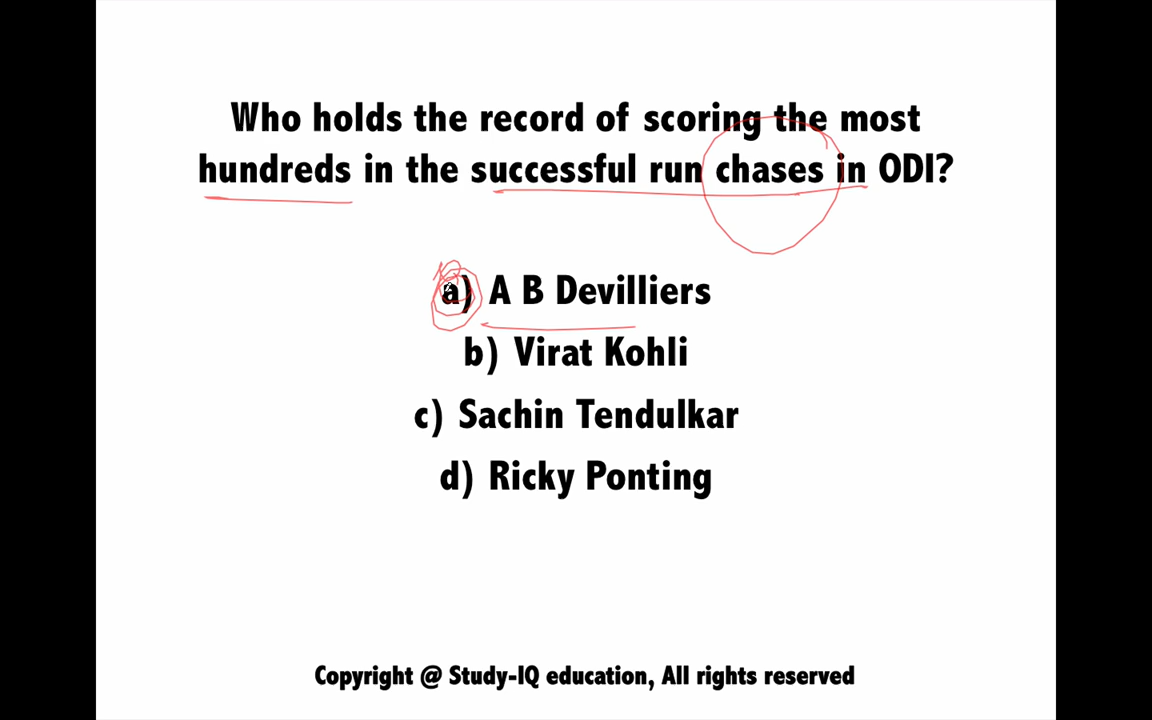 Who holds the record of scoring the most
hundreds in the successful run chases in ODI?
a) A B Devilliers
b) Virat Kohli
c) Sachin Tendulkar
d) Ricky Ponting
Copyright @ Study-IQ education, All rights reserved